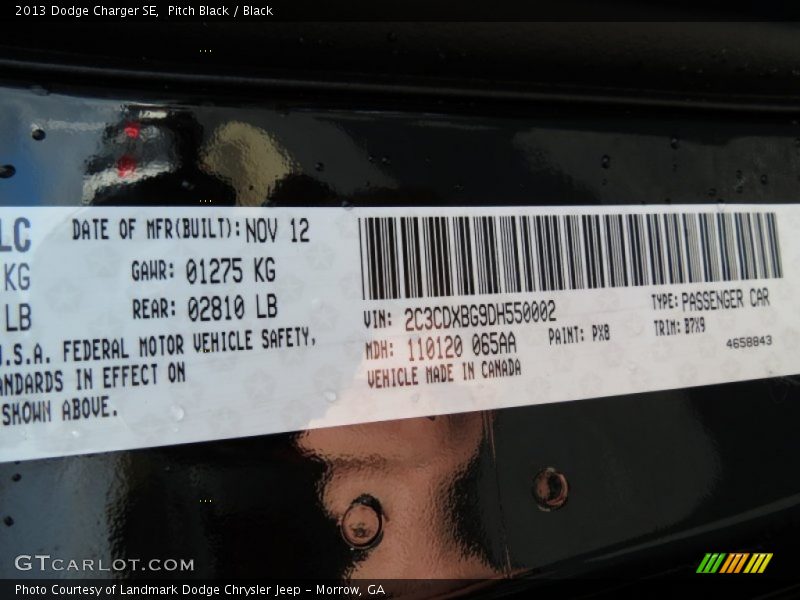 2013 Dodge Charger SE,  Pitch Black / Black
LC
DATE OF MFR(BUILT): NOV 12
KG
GAWR: 01275 KG
LB
REAR: 02810 LB
U.S.A. FEDERAL MOTOR VEHICLE SAFETY,
ANDARDS IN EFFECT ON
SHOWN ABOVE.
VIN: 2C3CDXBG9DH550002
TYPE: PASSENGER CAR
MDH: 110120 065AA
PAINT: PX8
TRIM: B7X9
VEHICLE MADE IN CANADA
4658843
GTCARLOT.COM
Photo Courtesy of Landmark Dodge Chrysler Jeep - Morrow, GA